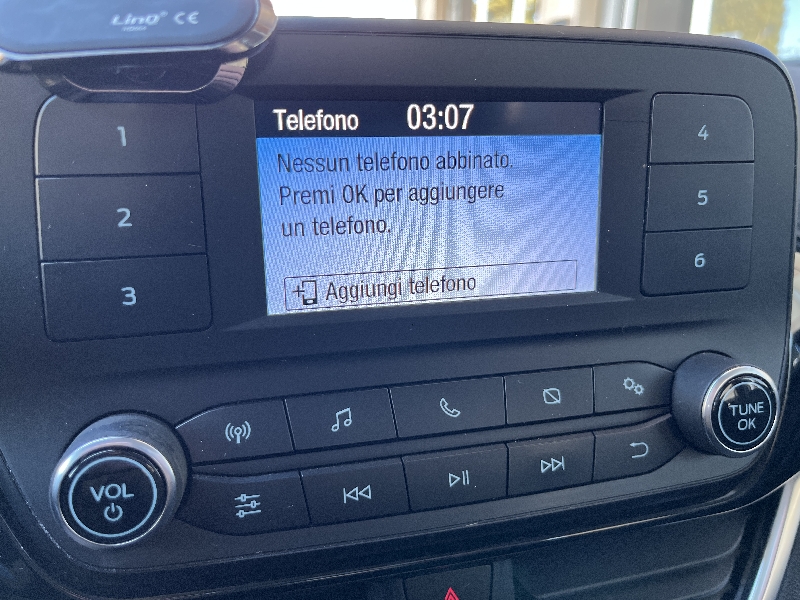 LinQ CE
Telefono 03:07
Nessun telefono abbinato.
Premi OK per aggiungere
un telefono.
Aggiungi telefono
1
2
3
4
5
6
VOL
TUNE
OK